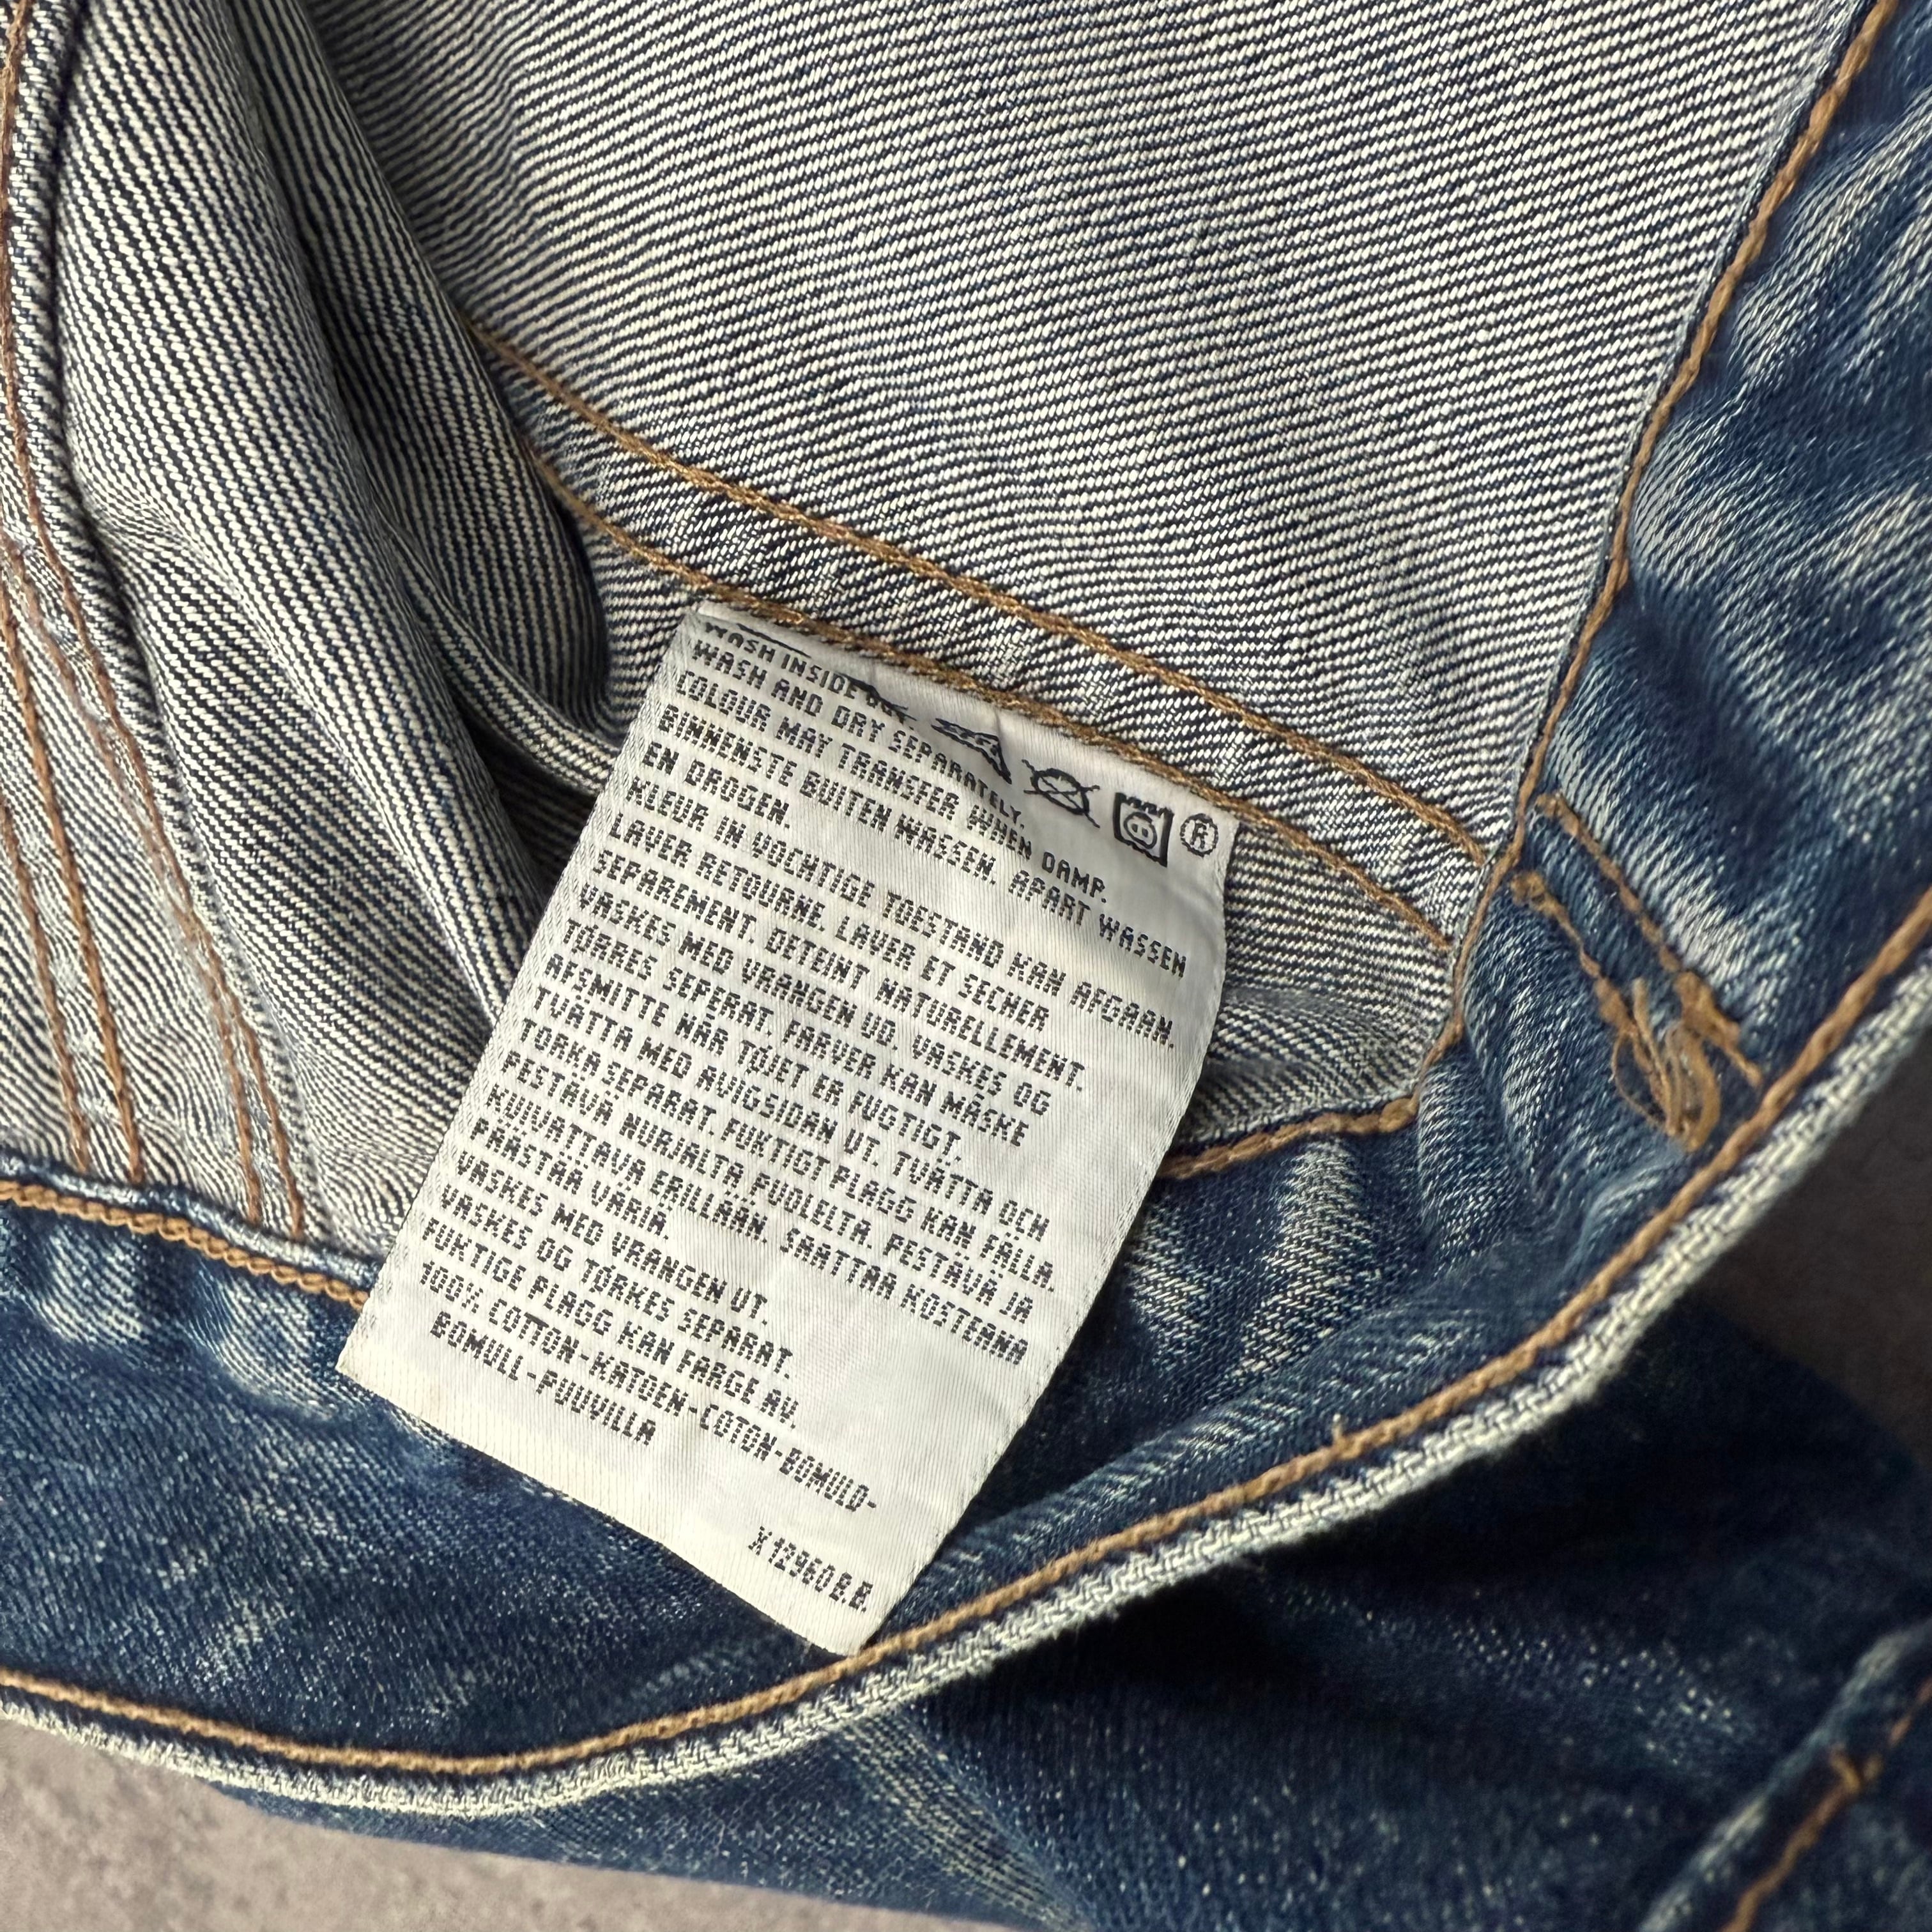 WASH INSIDE OUT
WASH AND DRY SEPARATELY.
COLOUR MAY TRANSFER WHEN DAMP.
BINNENSTE BUITEN WASSEN. APART WASSEN
EN DROGEN.
KLEUR IN VOCHTIGE TOESTAND KAN AFGAAN.
LAVER RETOURNE. LAVER ET SECHER
SEPAREMENT. DETEINT NATURELLEMENT.
VASKES MED VRANGEN UD. VASKES OG
TØRRES SEPERAT. FARVER KAN MÅSKE
AFSMITTE NÅR TØJET ER FUGTIGT.
TVÄTTA MED AVIGSIDAN UT. TVÄTTA OCH
TORKA SEPARAT. FUKTIGT PLAGG KAN FÄLLA.
PESTÄVÄ NURJALTA PUOLELTA. PESTÄVÄ JA
KUIVATTAVA ERILLÄÄN. SAATTAA KOSTEANA
PÄÄSTÄÄ VÄRIA.
VASKES MED VRANGEN UT.
VASKES OG TØRKES SEPARAT.
FUKTIGE PLAGG KAN FARGE AV.
100% COTTON-KATOEN-COTON-BOMULD-
BOMULL-PUUVILLA
X12960B.B.
®